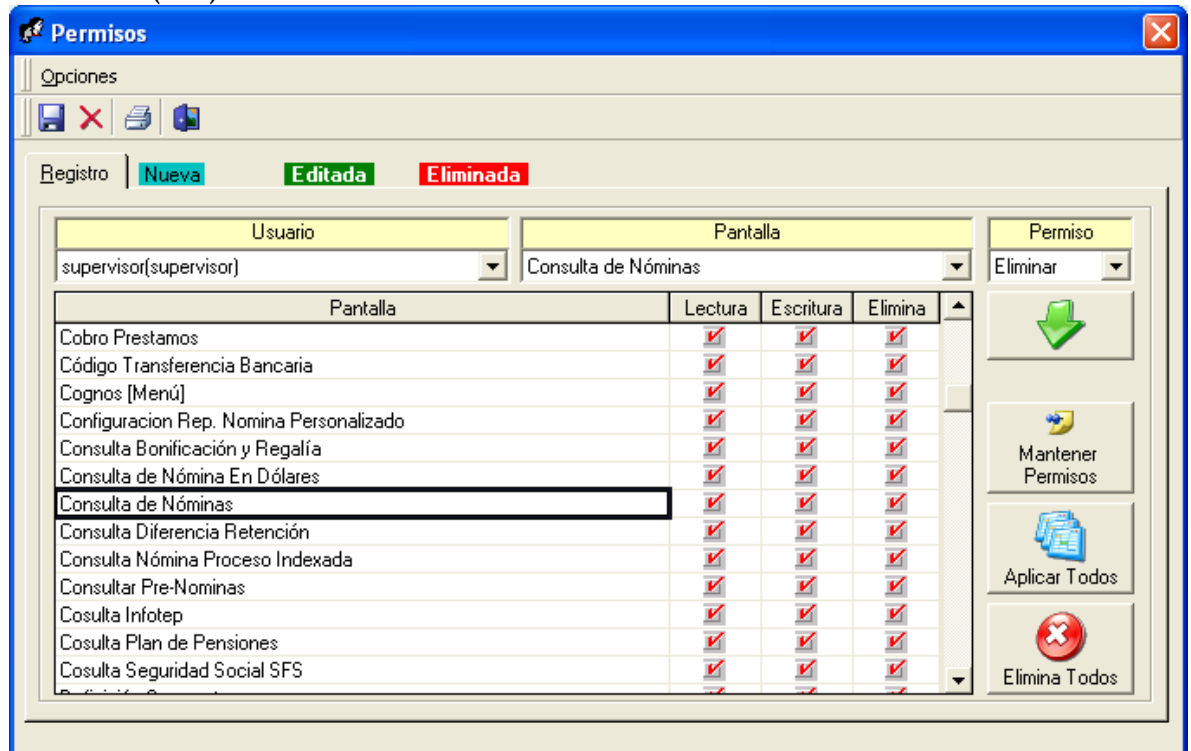 Permisos
Opciones
Registro Nueva Editada Eliminada
Usuario Pantalla Permiso
supervisor(supervisor) Consulta de Nóminas Eliminar
Pantalla Lectura Escritura Elimina
Cobro Prestamos
Código Transferencia Bancaria
Cognos [Menú]
Configuracion Rep. Nomina Personalizado
Consulta Bonificación y Regalía
Consulta de Nómina En Dólares
Consulta de Nóminas
Consulta Diferencia Retención
Consulta Nómina Proceso Indexada
Consultar Pre-Nominas
Cosulta Infotep
Cosulta Plan de Pensiones
Cosulta Seguridad Social SFS
Mantener
Permisos
Aplicar Todos
Elimina Todos